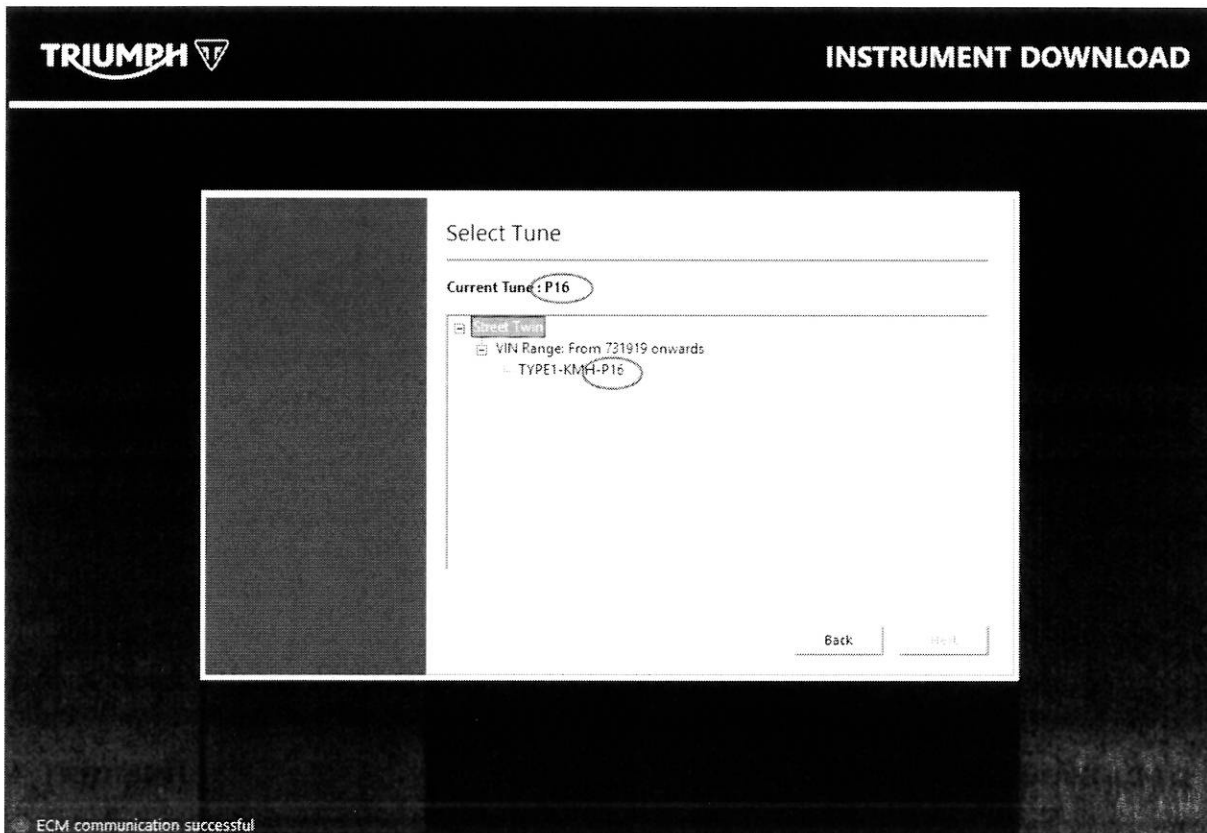 TRIUMPH
INSTRUMENT DOWNLOAD
Select Tune
Current Tune : P16
Street Twin
VIN Range: From 731919 onwards
TYPE1-KMH-P16
Back
Next
ECM communication successful